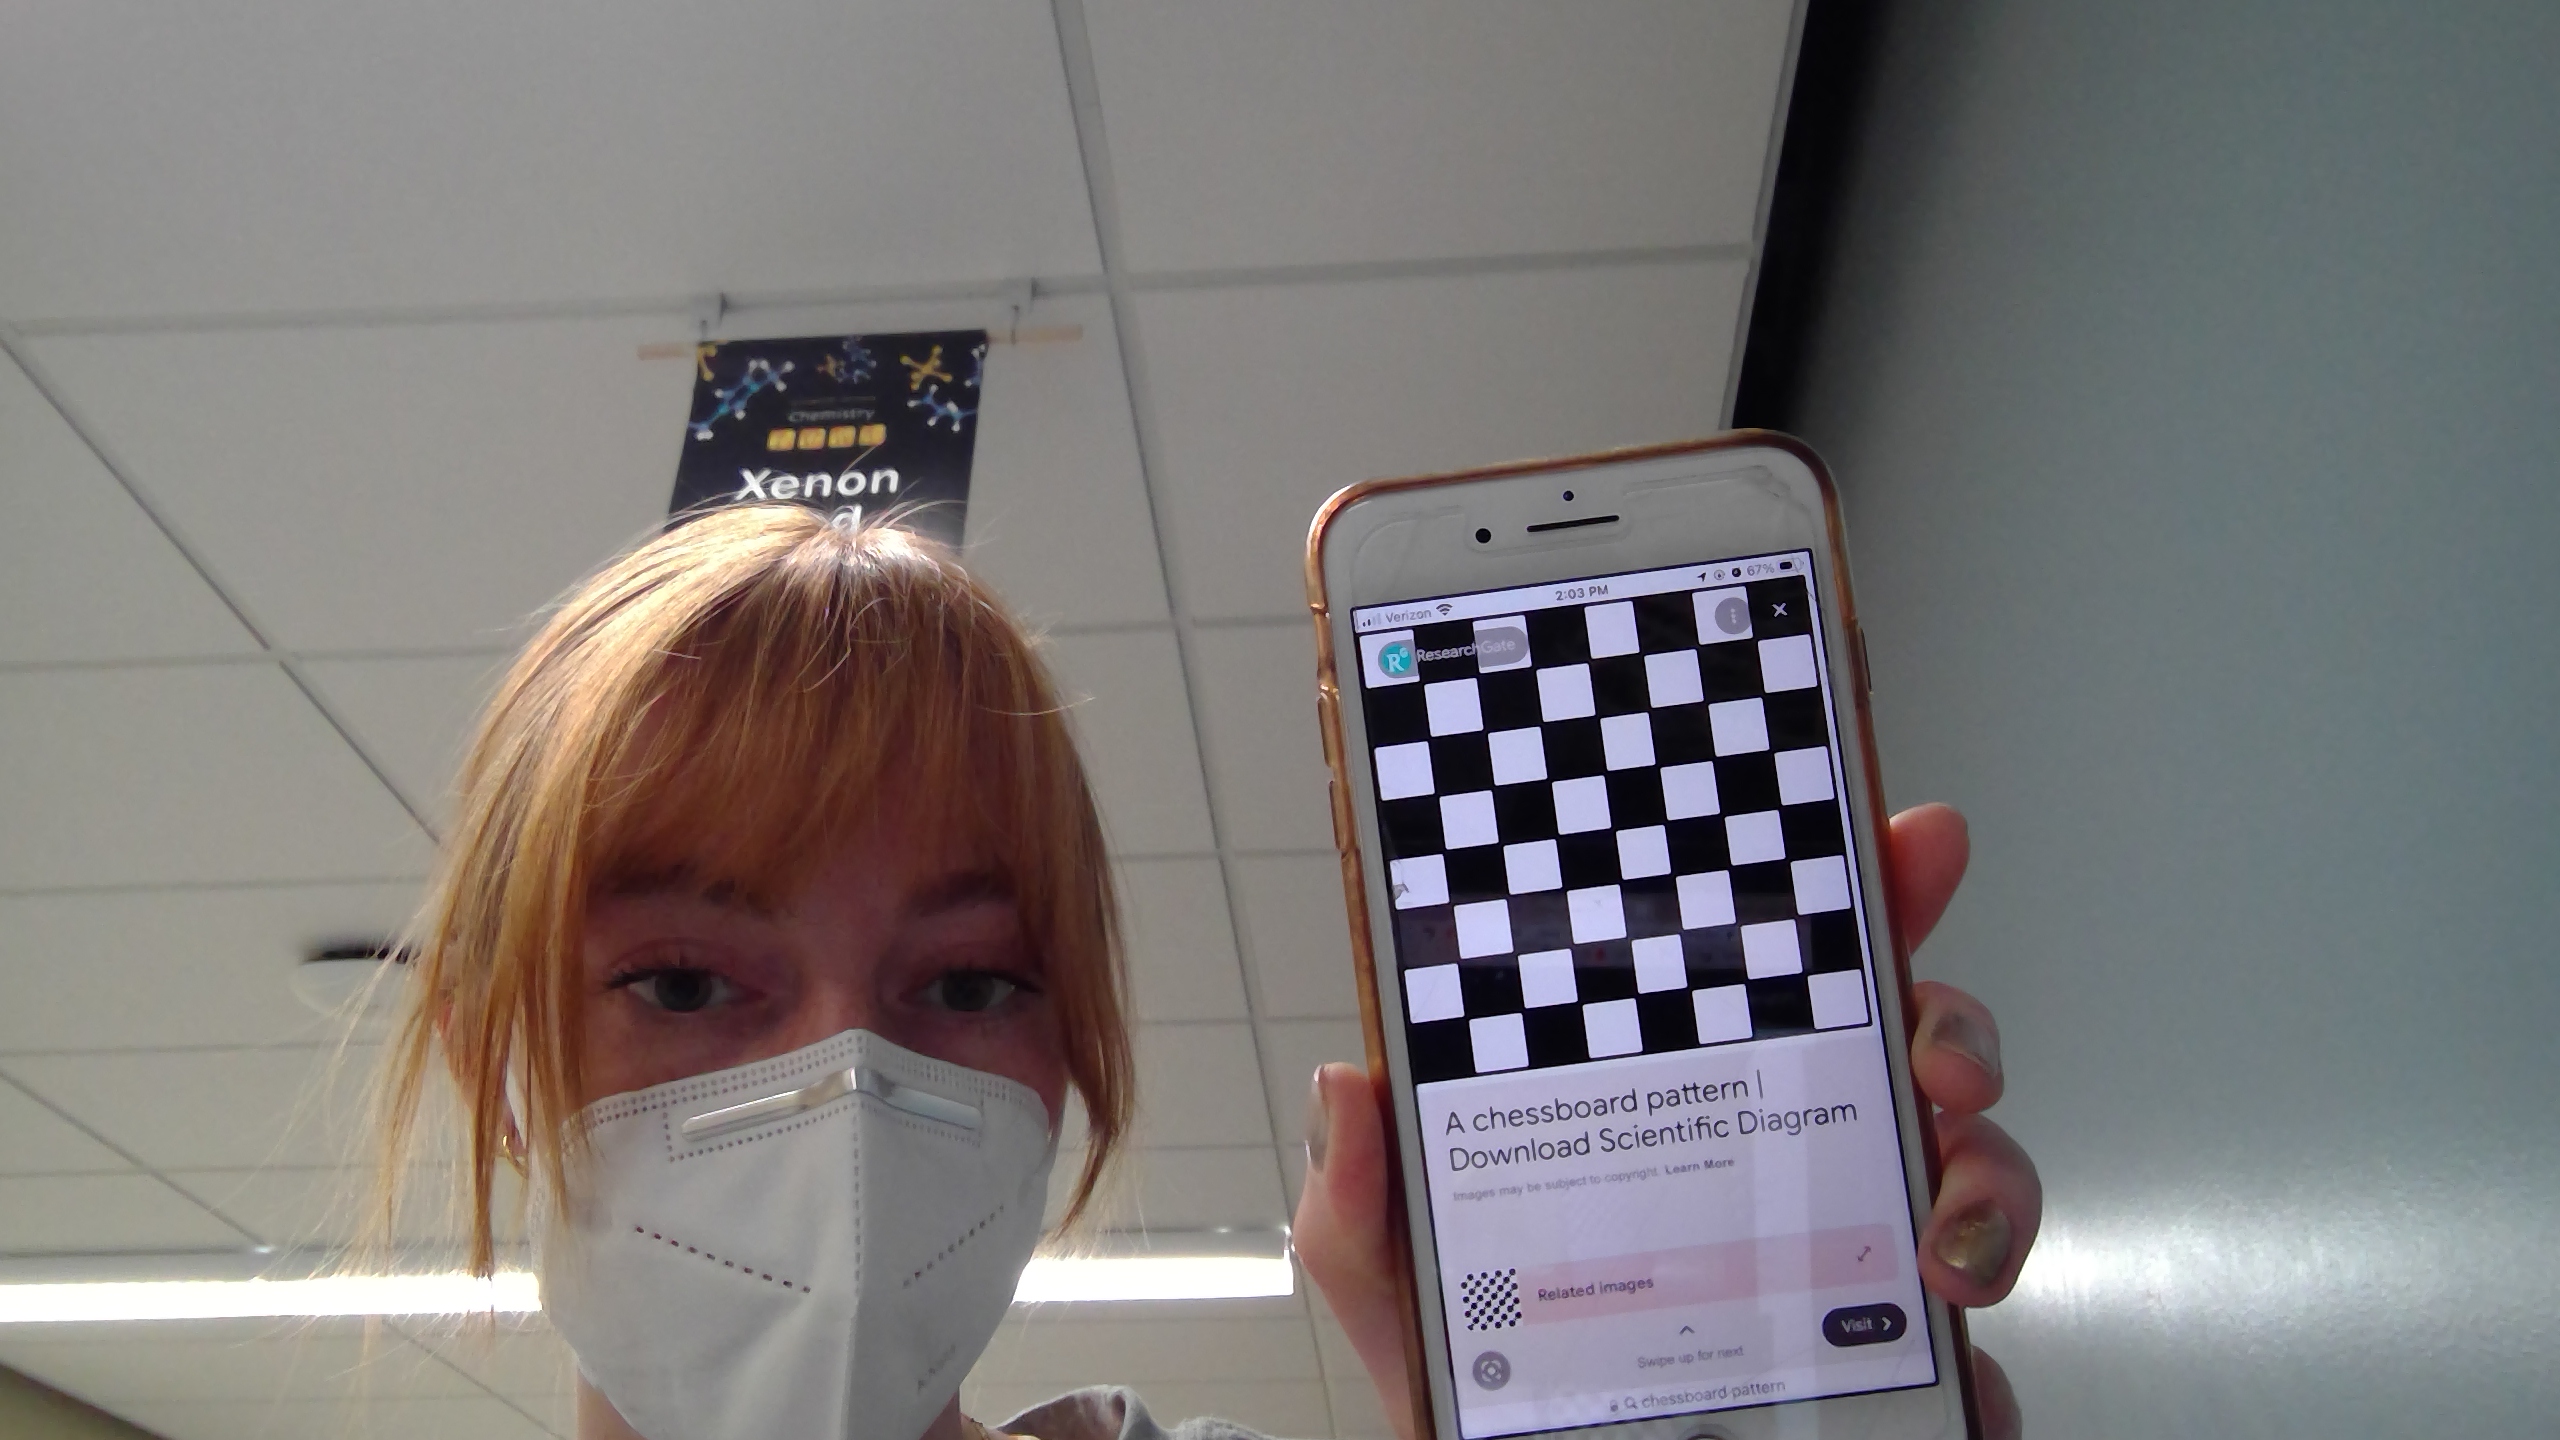 Chemistry
Xenon
Verizon
2:03 PM
67%
ResearchGate
A chessboard pattern |
Download Scientific Diagram
Images may be subject to copyright. Learn More
Related images
Visit
Swipe up for next
chessboard pattern